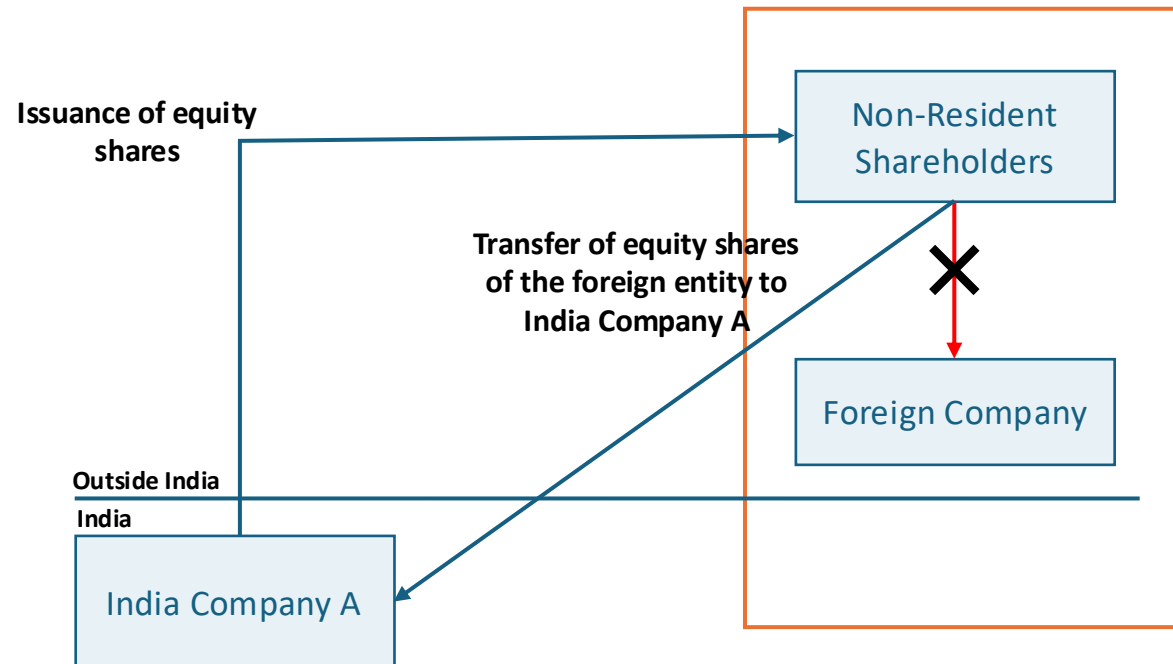 Issuance of equity
shares
Non-Resident
Shareholders
Transfer of equity shares
of the foreign entity to
India Company A
Foreign Company
Outside India
India
India Company A